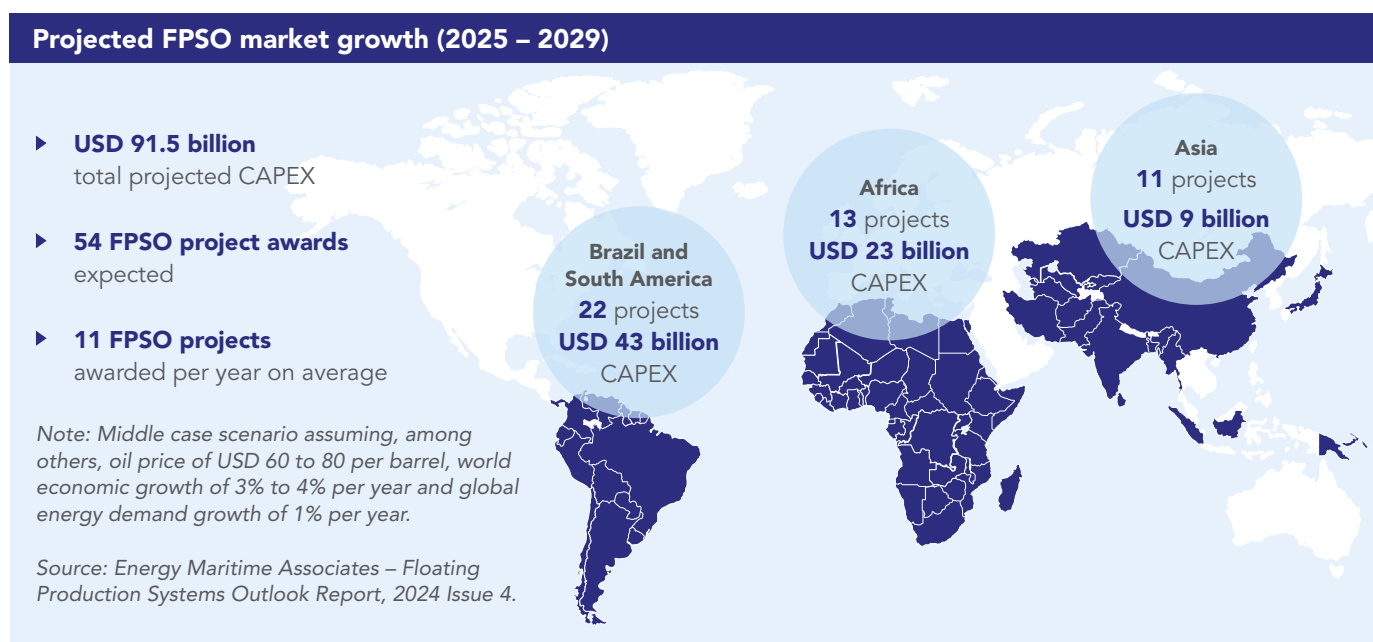 Projected FPSO market growth (2025 – 2029)
USD 91.5 billion
total projected CAPEX
54 FPSO project awards
expected
11 FPSO projects
awarded per year on average
Note: Middle case scenario assuming, among
others, oil price of USD 60 to 80 per barrel, world
economic growth of 3% to 4% per year and global
energy demand growth of 1% per year.
Source: Energy Maritime Associates – Floating
Production Systems Outlook Report, 2024 Issue 4.
Brazil and
South America
22 projects
USD 43 billion
CAPEX
Africa
13 projects
USD 23 billion
CAPEX
Asia
11 projects
USD 9 billion
CAPEX